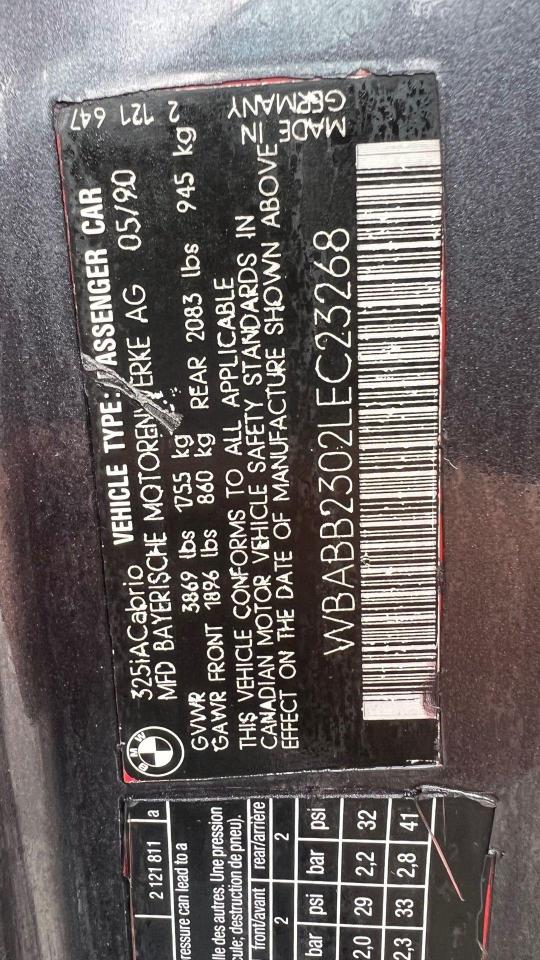 BMW
325iACabrio VEHICLE TYPE: PASSENGER CAR 2 121 647
MFD BAYERISCHE MOTORENWERKE AG 05/90
GVWR 3869 lbs 1755 kg
GAWR FRONT 1896 lbs 860 kg REAR 2083 lbs 945 kg
THIS VEHICLE CONFORMS TO ALL APPLICABLE
CANADIAN MOTOR VEHICLE SAFETY STANDARDS IN
EFFECT ON THE DATE OF MANUFACTURE SHOWN ABOVE
MADE IN
GERMANY
WBABB2302LEC23268
2 121 811 a
ressure can lead to a
lle des autres. Une pression
cule; destruction de pneu).
front/avant rear/arrière
2 2
bar psi bar psi
2,0 29 2,2 32
2,3 33 2,8 41